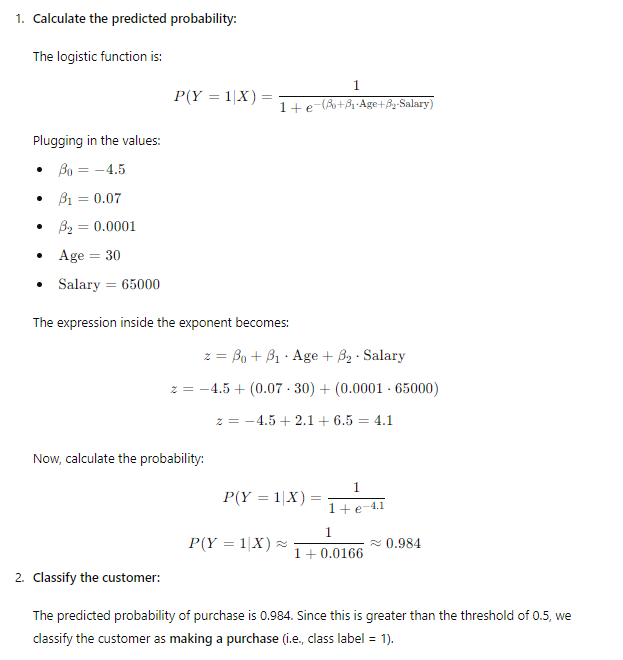 1. Calculate the predicted probability:
The logistic function is:
P(Y = 1|X) = 1 / (1 + e^−(β₀+β₁·Age+β₂·Salary))
Plugging in the values:
• β₀ = −4.5
• β₁ = 0.07
• β₂ = 0.0001
• Age = 30
• Salary = 65000
The expression inside the exponent becomes:
z = β₀ + β₁ · Age + β₂ · Salary
z = −4.5 + (0.07 · 30) + (0.0001 · 65000)
z = −4.5 + 2.1 + 6.5 = 4.1
Now, calculate the probability:
P(Y = 1|X) = 1 / (1 + e^−4.1)
P(Y = 1|X) ≈ 1 / (1 + 0.0166) ≈ 0.984
2. Classify the customer:
The predicted probability of purchase is 0.984. Since this is greater than the threshold of 0.5, we
classify the customer as making a purchase (i.e., class label = 1).